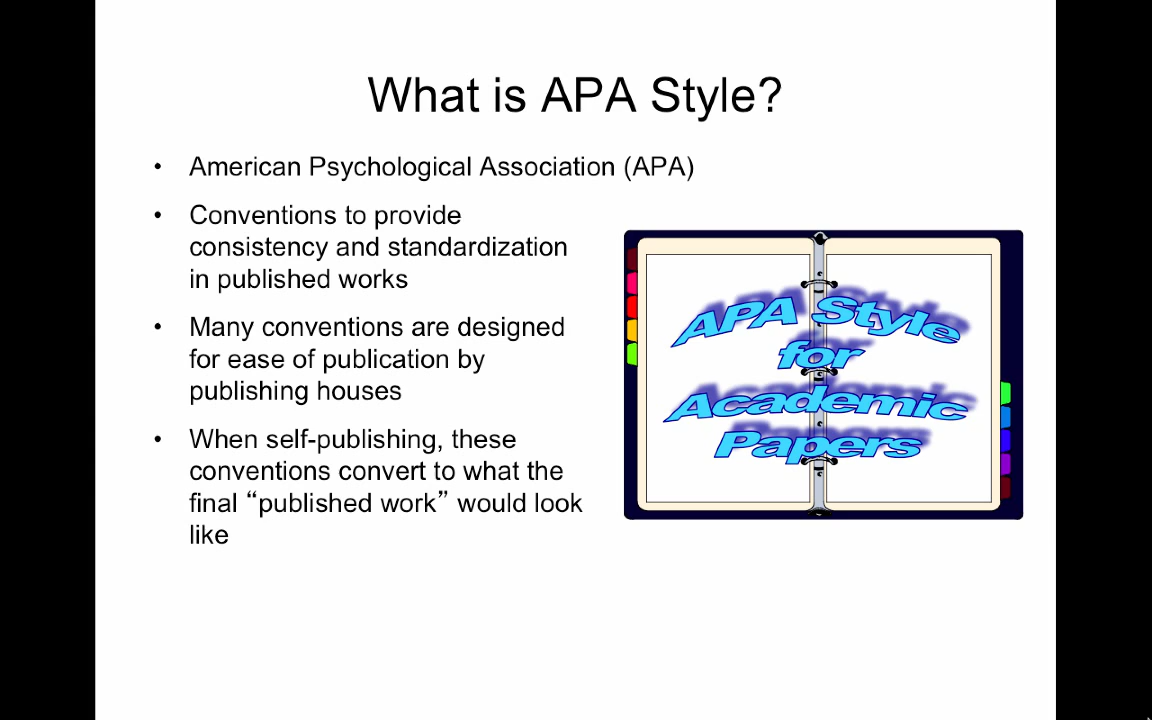 What is APA Style?
• American Psychological Association (APA)
• Conventions to provide
consistency and standardization
in published works
• Many conventions are designed
for ease of publication by
publishing houses
• When self-publishing, these
conventions convert to what the
final “published work” would look
like
APA Style
for
Academic
Papers